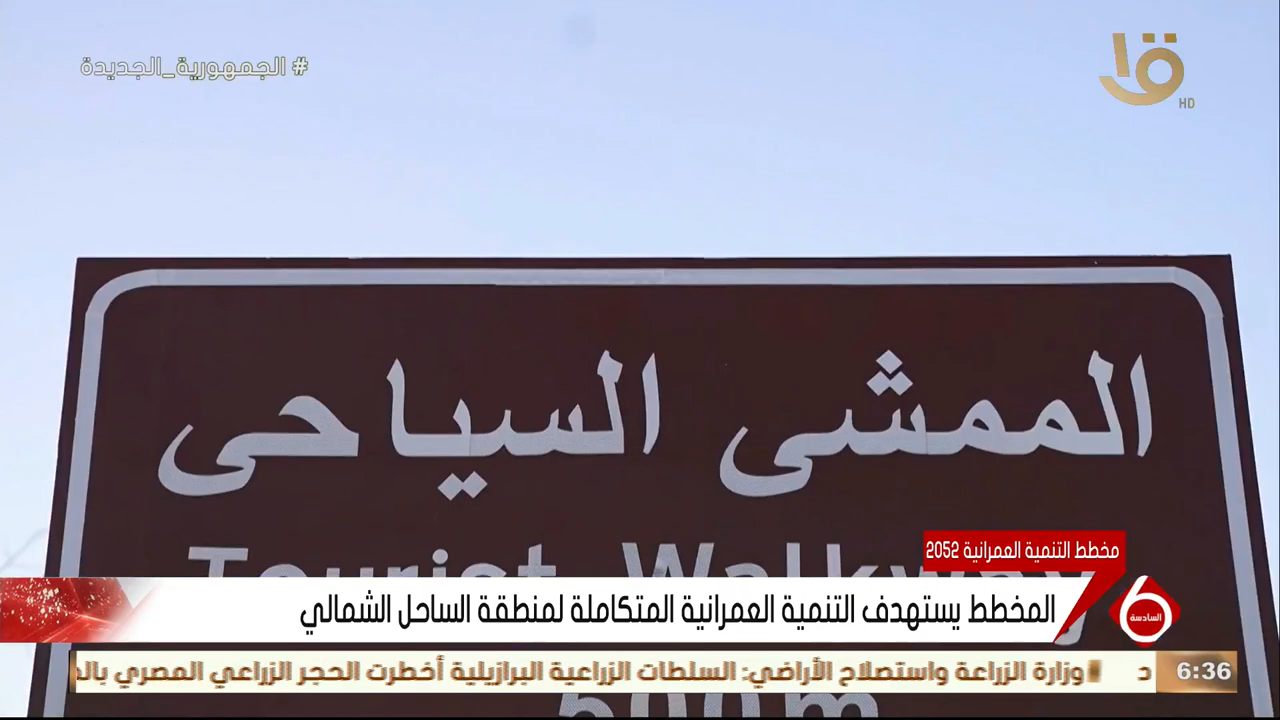 #الجمهورية_الجديدة
HD
الممشى السياحى
Tourist Walkway
مخطط التنمية العمرانية 2052
السادسة 6
المخطط يستهدف التنمية العمرانية المتكاملة لمنطقة الساحل الشمالي
6:36
وزارة الزراعة واستصلاح الأراضي: السلطات الزراعية البرازيلية أخطرت الحجر الزراعي المصري
500m